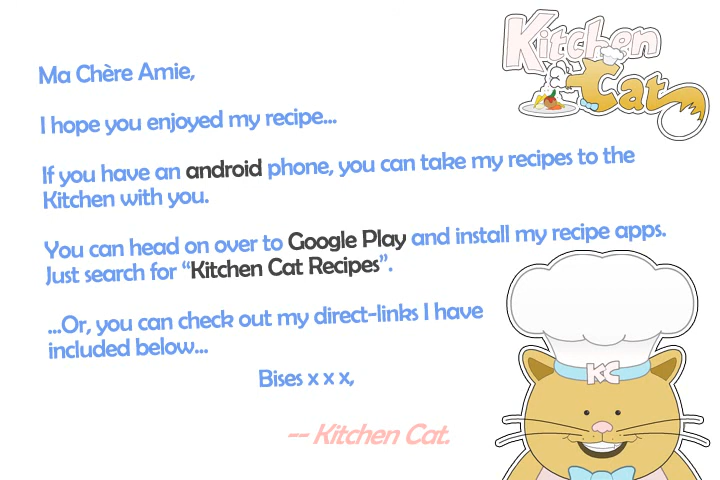 Kitchen
Cat
Ma Chère Amie,
I hope you enjoyed my recipe...
If you have an android phone, you can take my recipes to the
Kitchen with you.
You can head on over to Google Play and install my recipe apps.
Just search for “Kitchen Cat Recipes”.
...Or, you can check out my direct-links I have
included below...
Bises x x x,
-- Kitchen Cat.
KC